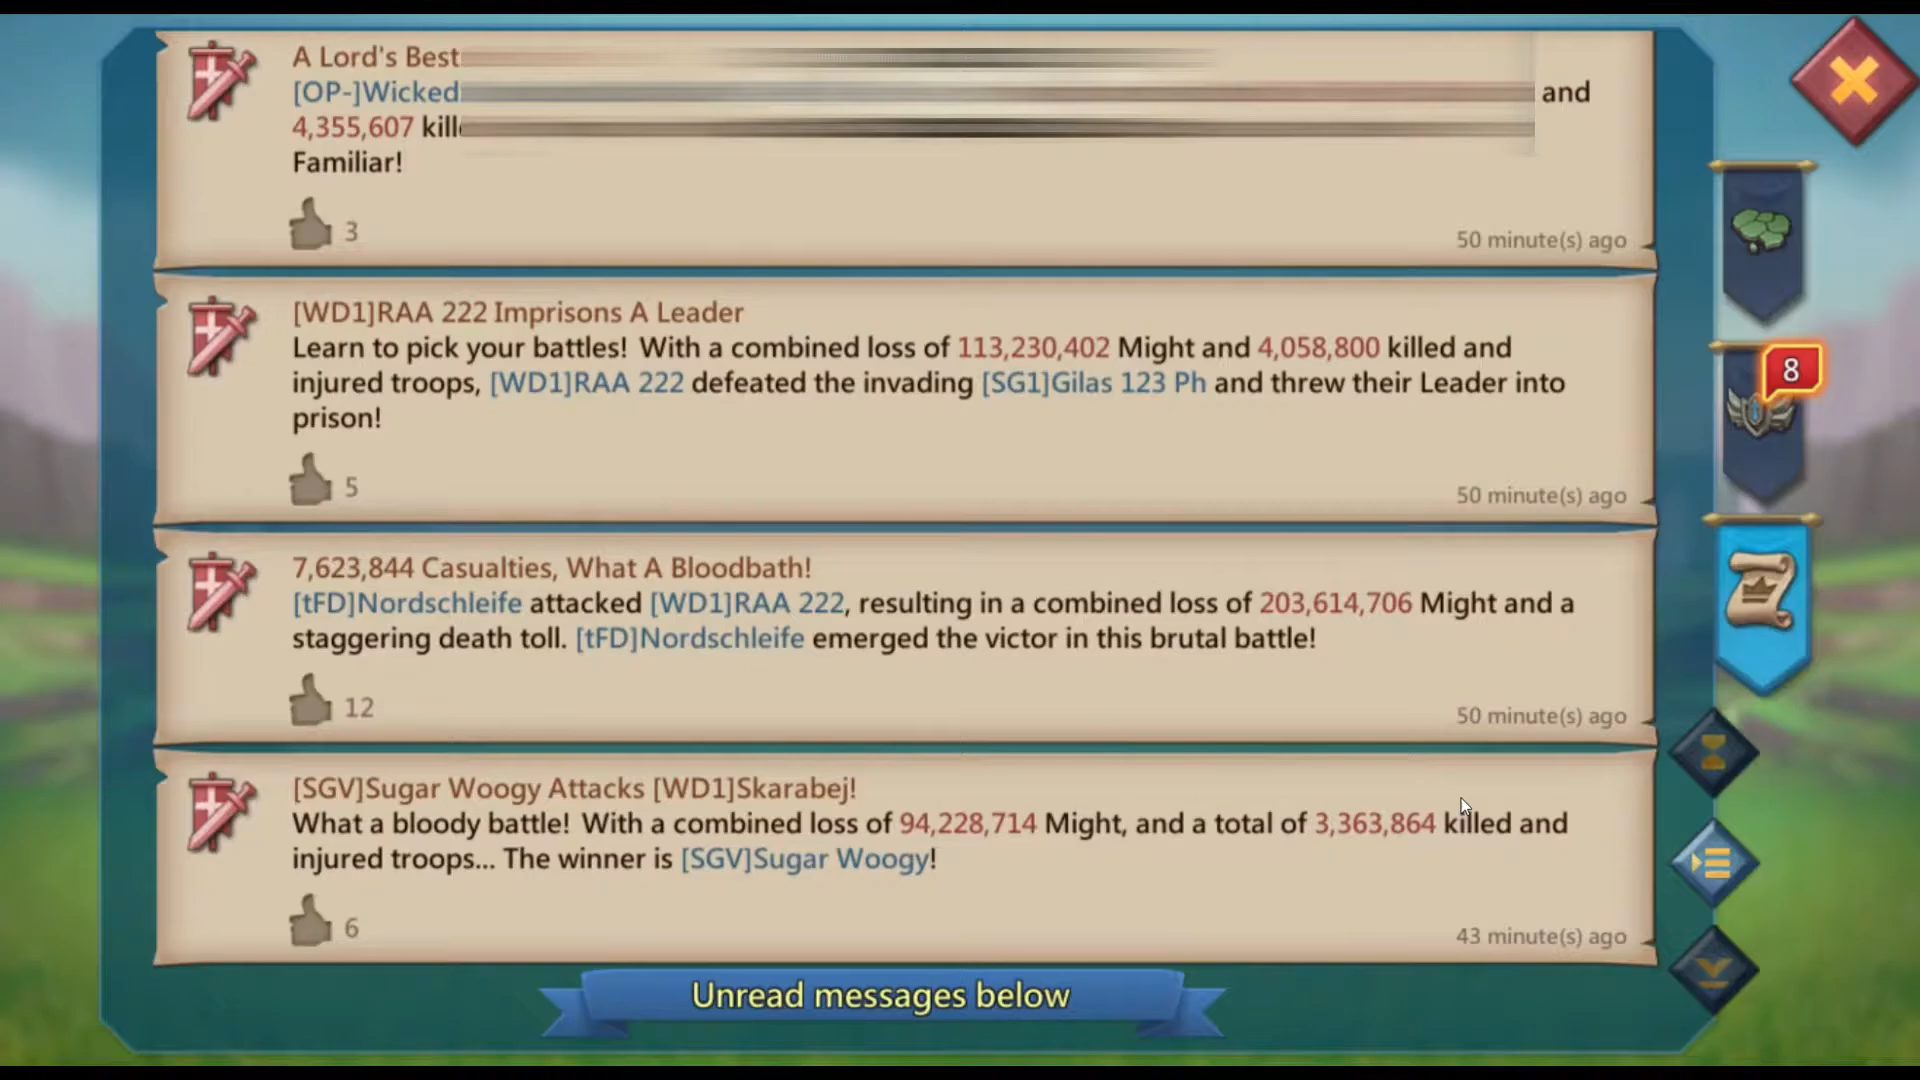 A Lord's Best
[OP-]Wicked and
4,355,607
Familiar!
3
50 minute(s) ago
[WD1]RAA 222 Imprisons A Leader
Learn to pick your battles! With a combined loss of 113,230,402 Might and 4,058,800 killed and
injured troops, [WD1]RAA 222 defeated the invading [SG1]Gilas 123 Ph and threw their Leader into
prison!
5
50 minute(s) ago
8
7,623,844 Casualties, What A Bloodbath!
[tFD]Nordschleife attacked [WD1]RAA 222, resulting in a combined loss of 203,614,706 Might and a
staggering death toll. [tFD]Nordschleife emerged the victor in this brutal battle!
12
50 minute(s) ago
[SGV]Sugar Woogy Attacks [WD1]Skarabej!
What a bloody battle! With a combined loss of 94,228,714 Might, and a total of 3,363,864 killed and
injured troops... The winner is [SGV]Sugar Woogy!
6
43 minute(s) ago
Unread messages below